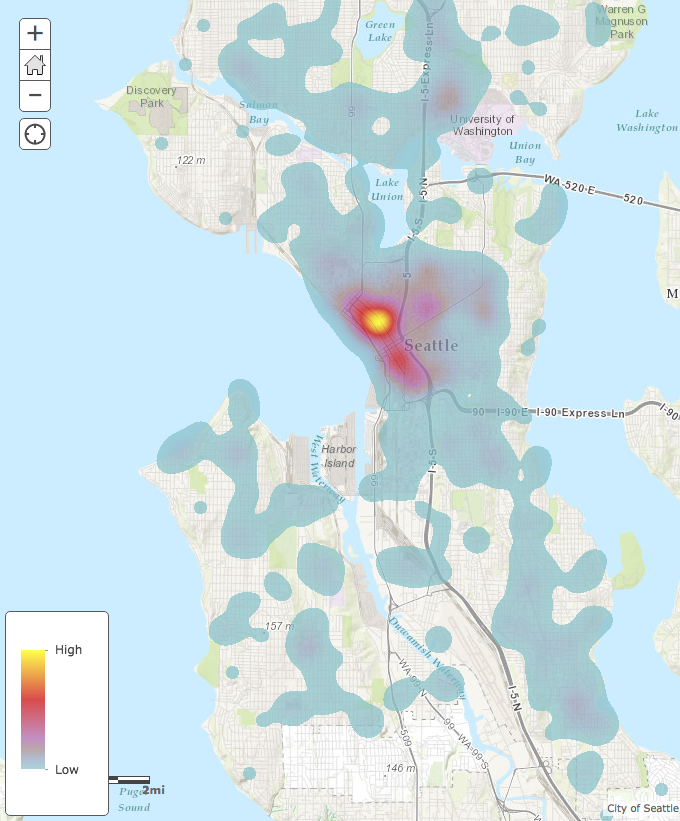 Warren G
Magnuson
Park
Green
Lake
I-5 Express Ln
Discovery
Park
Salmon
Bay
99
University of
Washington
Lake
Washington
Union
Bay
122 m
Lake
Union
I-5-N
WA-520 E
520
I-5-S
5
M
Seattle
90
I-90-E
I-90 Express Ln
I-90
Harbor
Island
West Waterway
I-5-S
99
157 m
Duwamish Waterway
WA-99-N
I-5-N
99
WA-99-S
509
146 m
High
Low
2mi
Puget
Sound
City of Seattle